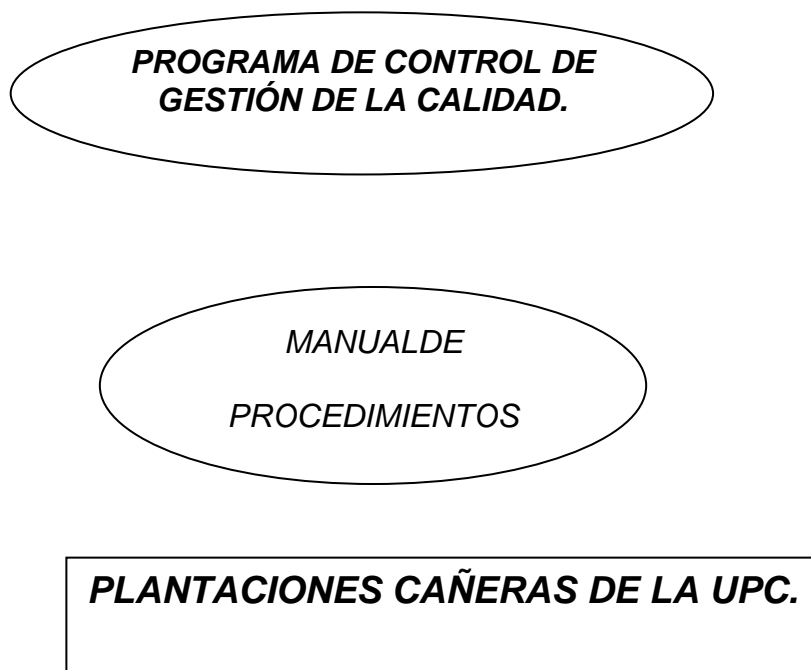 PROGRAMA DE CONTROL DE
GESTIÓN DE LA CALIDAD.
MANUALDE
PROCEDIMIENTOS
PLANTACIONES CAÑERAS DE LA UPC.